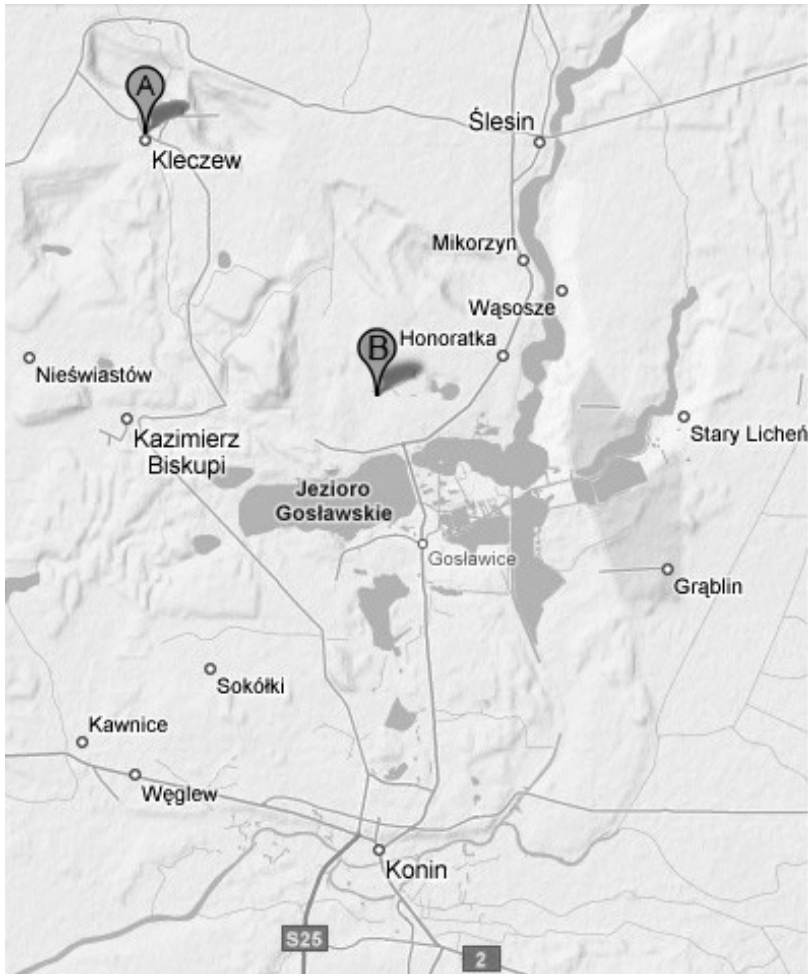 A
Ślesin
Kleczew
Mikorzyn
Wąsosze
B
Honoratka
Nieświastów
Kazimierz
Biskupi
Stary Licheń
Jezioro
Gosławskie
Gosławice
Grąblin
Sokółki
Kawnice
Węglew
Konin
S25
2